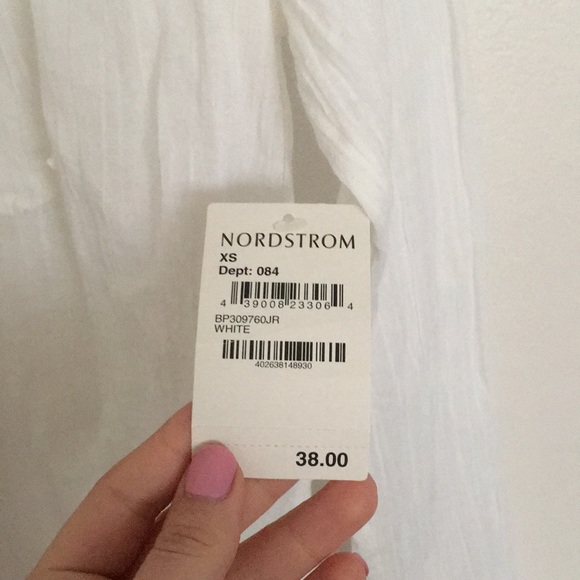 NORDSTROM
XS
Dept: 084
4 39008 23306 4
BP309760JR
WHITE
402638148930
38.00